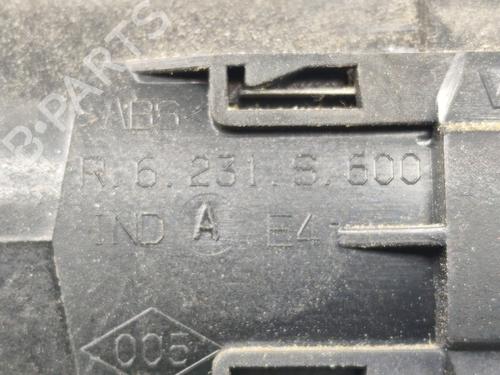 B-PARTS
>ABS<
R.6.231.S.600
IND A E4
005